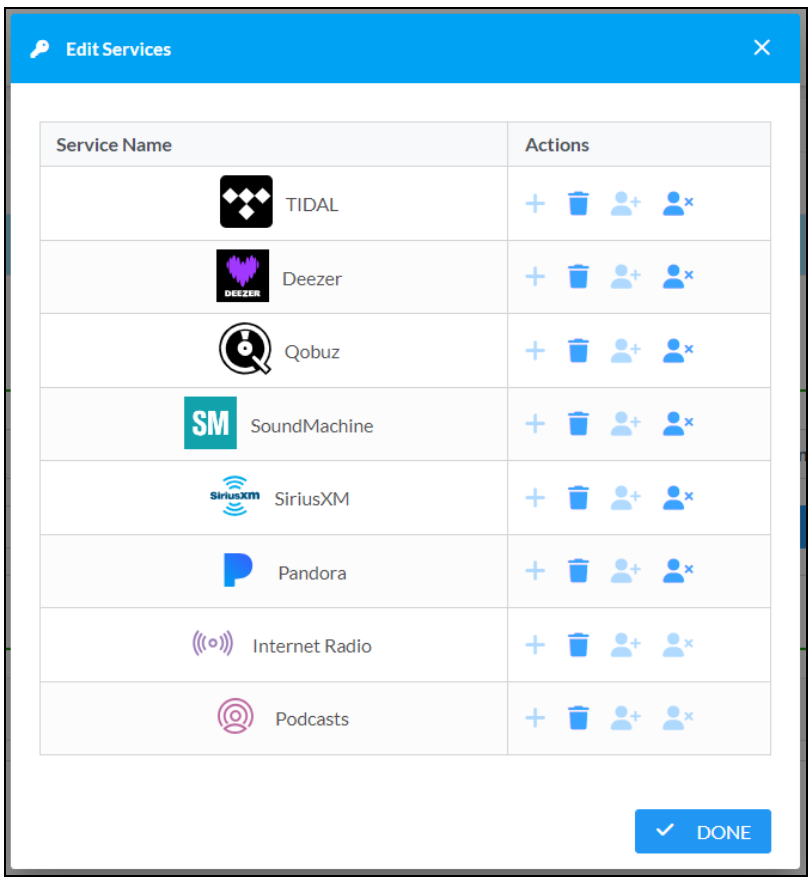 Edit Services
Service Name Actions
TIDAL
DEEZER Deezer
Qobuz
SM SoundMachine
SiriusXM SiriusXM
Pandora
Internet Radio
Podcasts
DONE